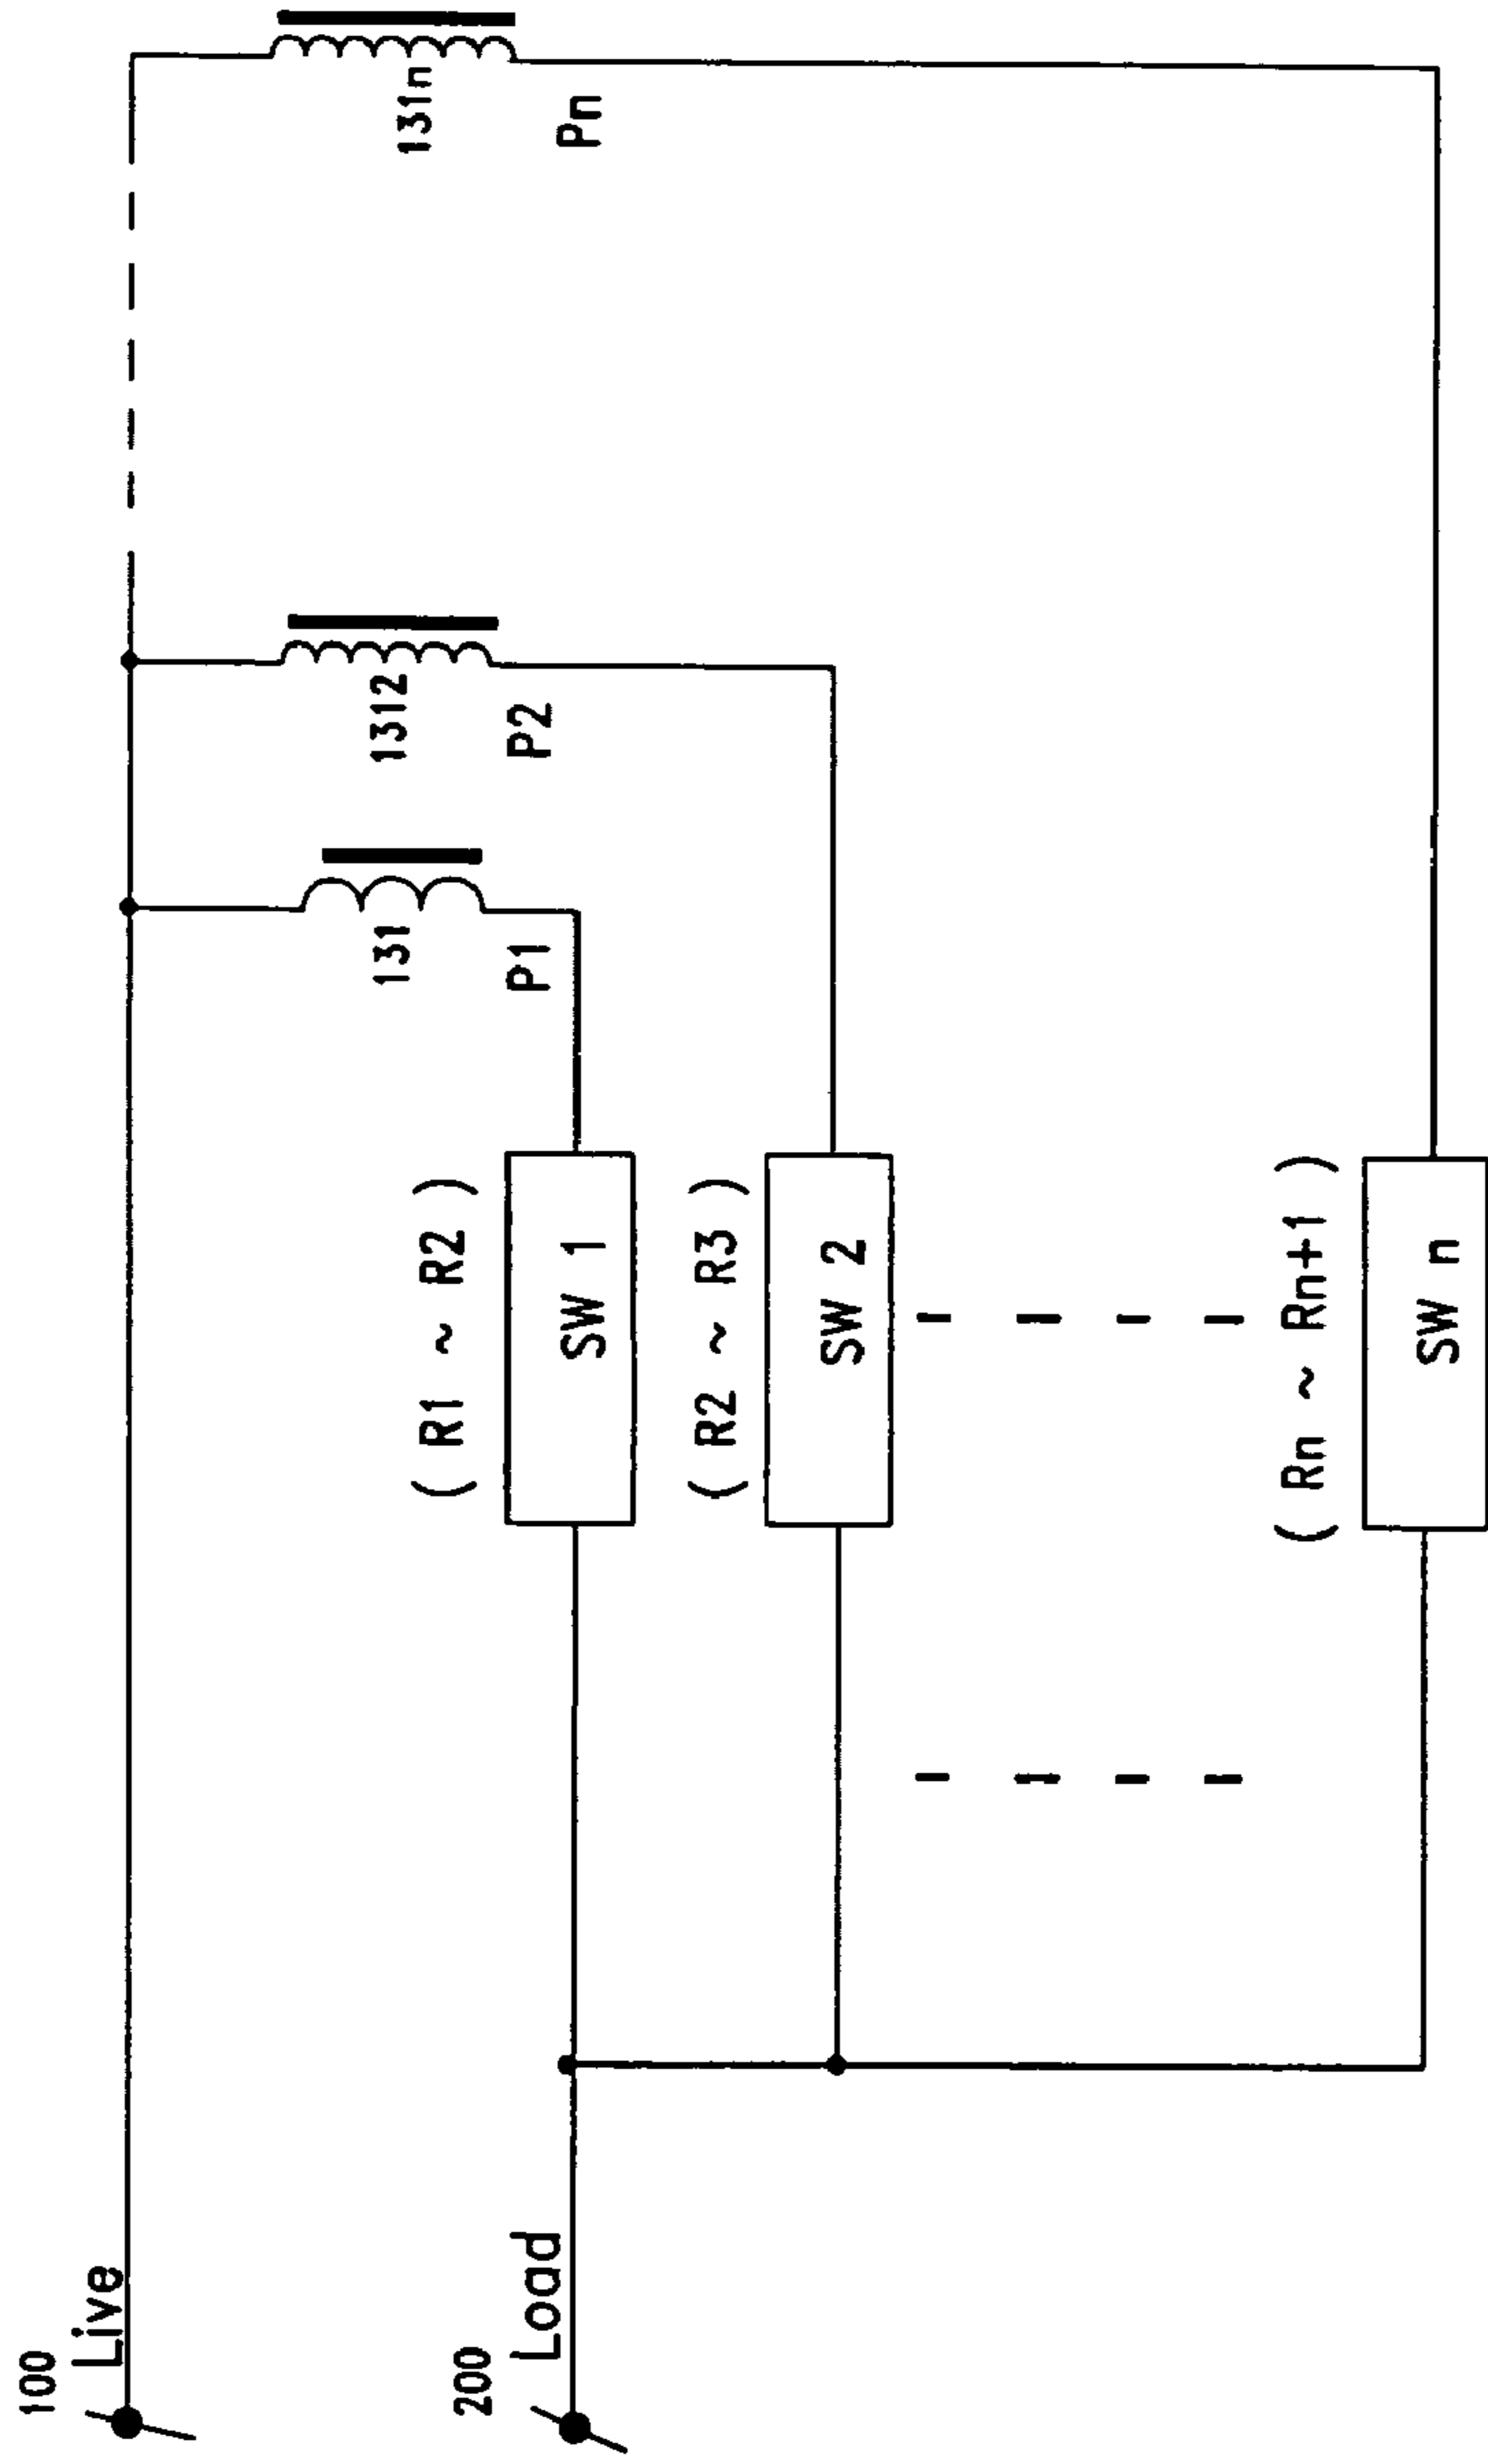 100
Live
131
1312
131n
P1
P2
Pn
( R1 ~ R2 )
200
Load
SW 1
( R2 ~ R3 )
SW 2
( Rn ~ Rn+1 )
SW n